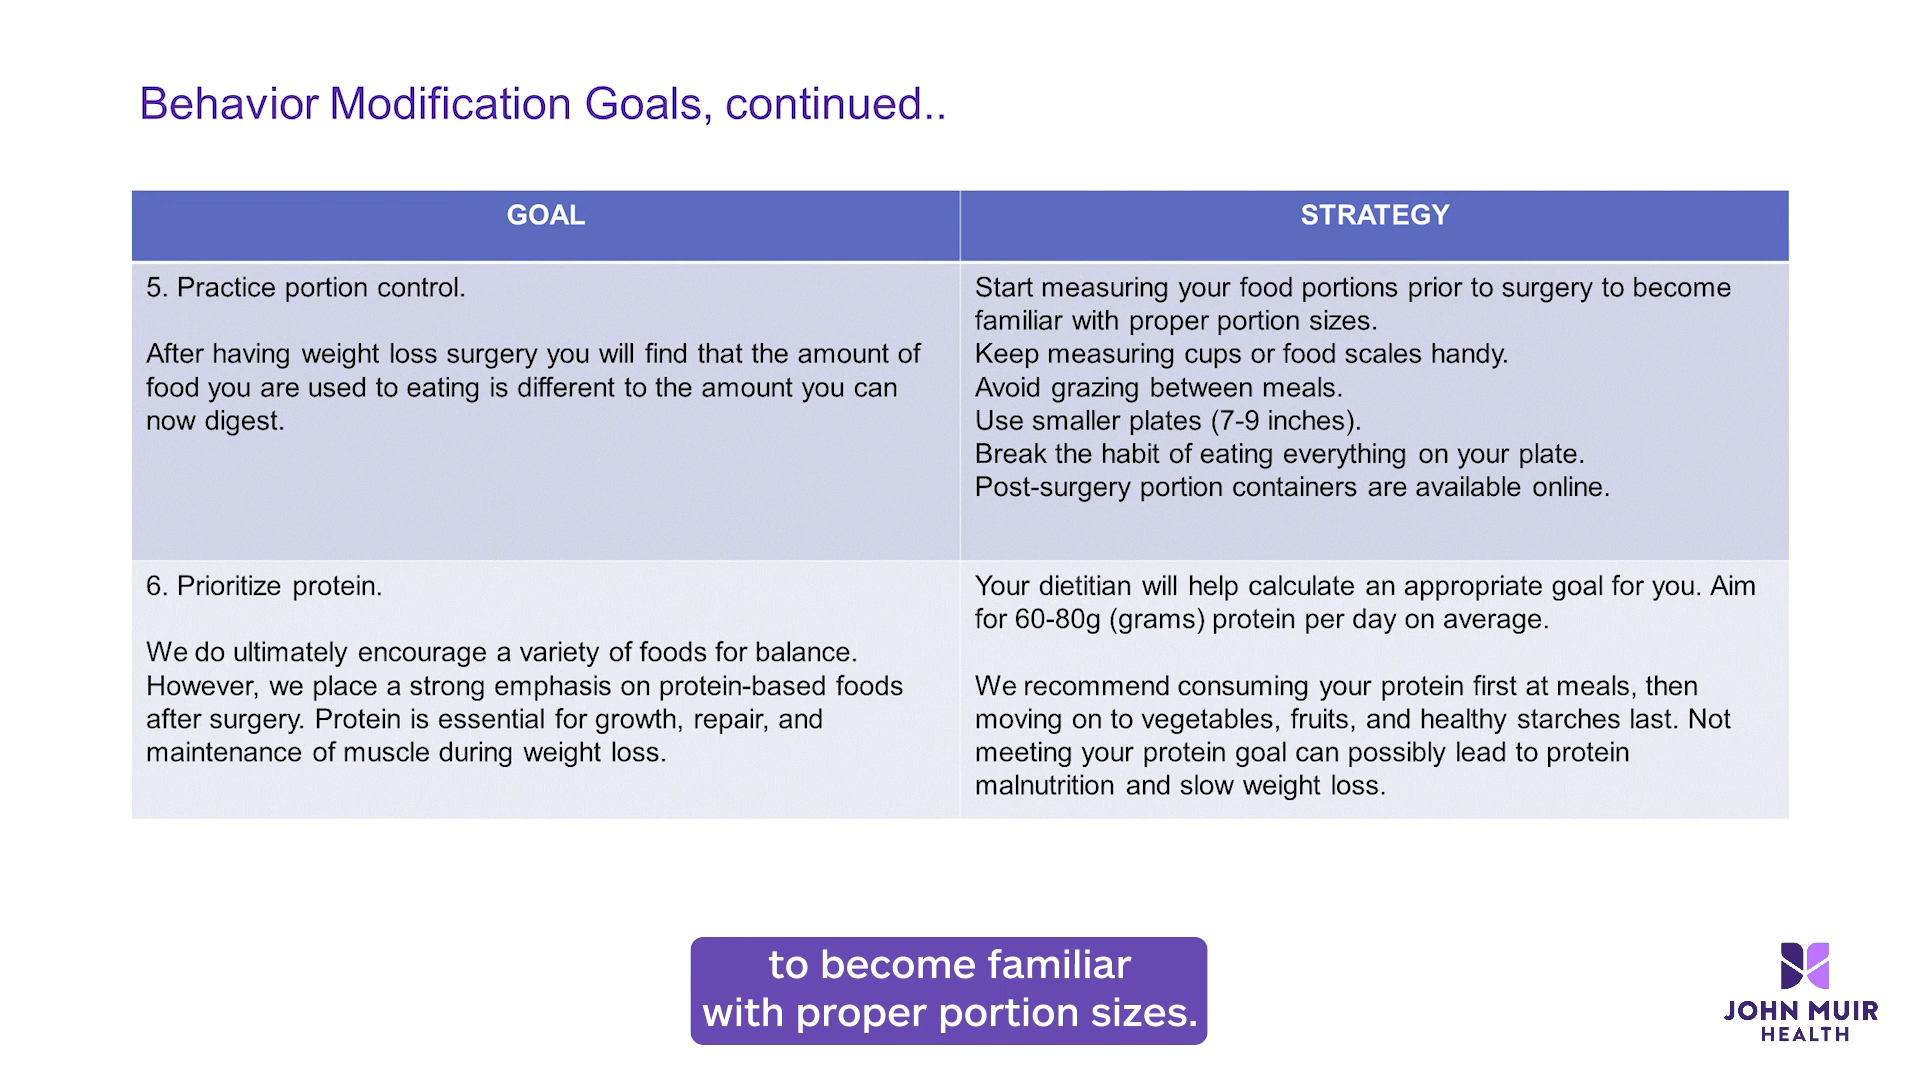 Behavior Modification Goals, continued..
GOAL
STRATEGY
5. Practice portion control.
After having weight loss surgery you will find that the amount of
food you are used to eating is different to the amount you can
now digest.
Start measuring your food portions prior to surgery to become
familiar with proper portion sizes.
Keep measuring cups or food scales handy.
Avoid grazing between meals.
Use smaller plates (7-9 inches).
Break the habit of eating everything on your plate.
Post-surgery portion containers are available online.
6. Prioritize protein.
We do ultimately encourage a variety of foods for balance.
However, we place a strong emphasis on protein-based foods
after surgery. Protein is essential for growth, repair, and
maintenance of muscle during weight loss.
Your dietitian will help calculate an appropriate goal for you. Aim
for 60-80g (grams) protein per day on average.
We recommend consuming your protein first at meals, then
moving on to vegetables, fruits, and healthy starches last. Not
meeting your protein goal can possibly lead to protein
malnutrition and slow weight loss.
to become familiar
with proper portion sizes.
JOHN MUIR
HEALTH